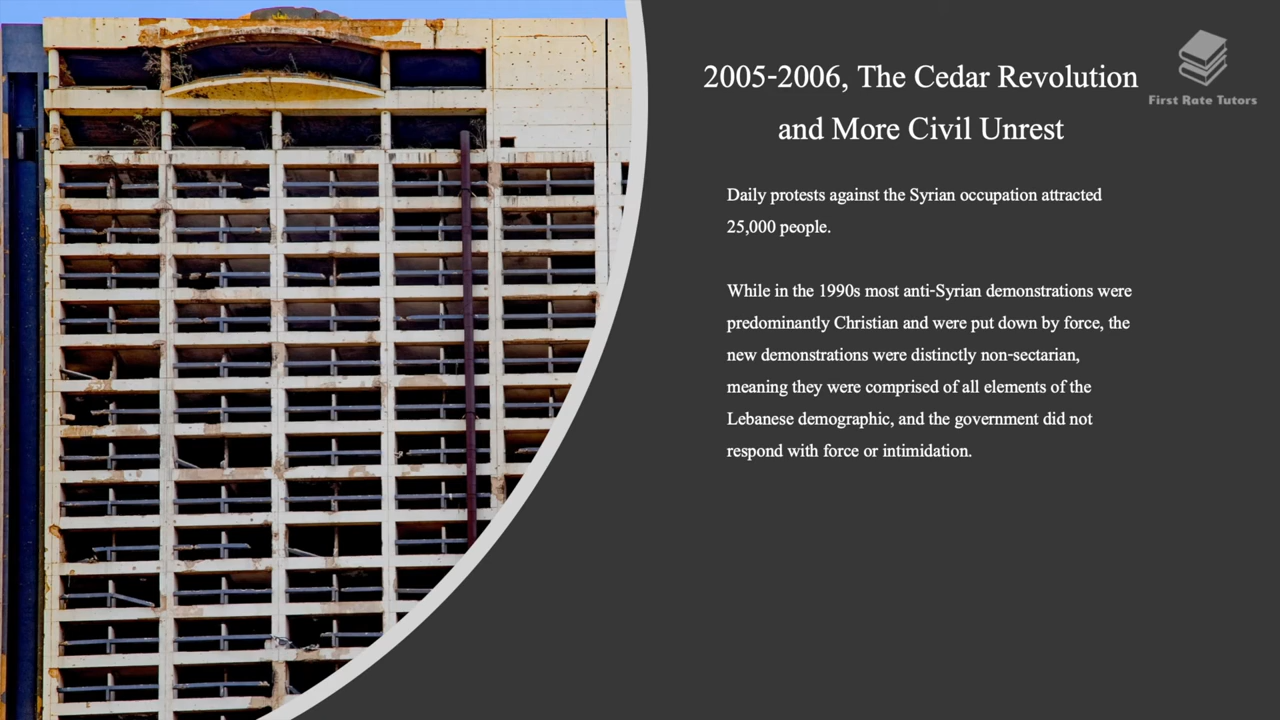 2005-2006, The Cedar Revolution
and More Civil Unrest
First Rate Tutors
Daily protests against the Syrian occupation attracted
25,000 people.
While in the 1990s most anti-Syrian demonstrations were
predominantly Christian and were put down by force, the
new demonstrations were distinctly non-sectarian,
meaning they were comprised of all elements of the
Lebanese demographic, and the government did not
respond with force or intimidation.